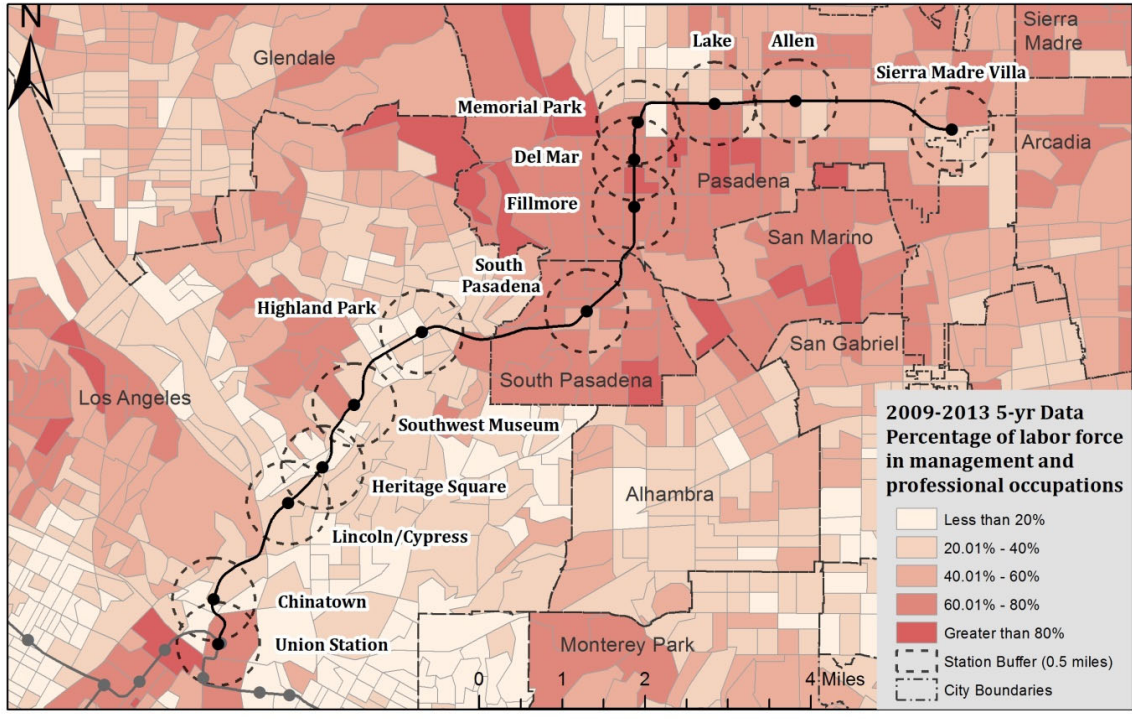 N
Glendale
Lake
Allen
Sierra
Madre
Sierra Madre Villa
Memorial Park
Arcadia
Del Mar
Pasadena
Fillmore
San Marino
South
Pasadena
Highland Park
San Gabriel
South Pasadena
Los Angeles
Southwest Museum
Heritage Square
Alhambra
Lincoln/Cypress
Chinatown
Union Station
Monterey Park
0 1 2 4 Miles
2009-2013 5-yr Data
Percentage of labor force
in management and
professional occupations
Less than 20%
20.01% - 40%
40.01% - 60%
60.01% - 80%
Greater than 80%
Station Buffer (0.5 miles)
City Boundaries